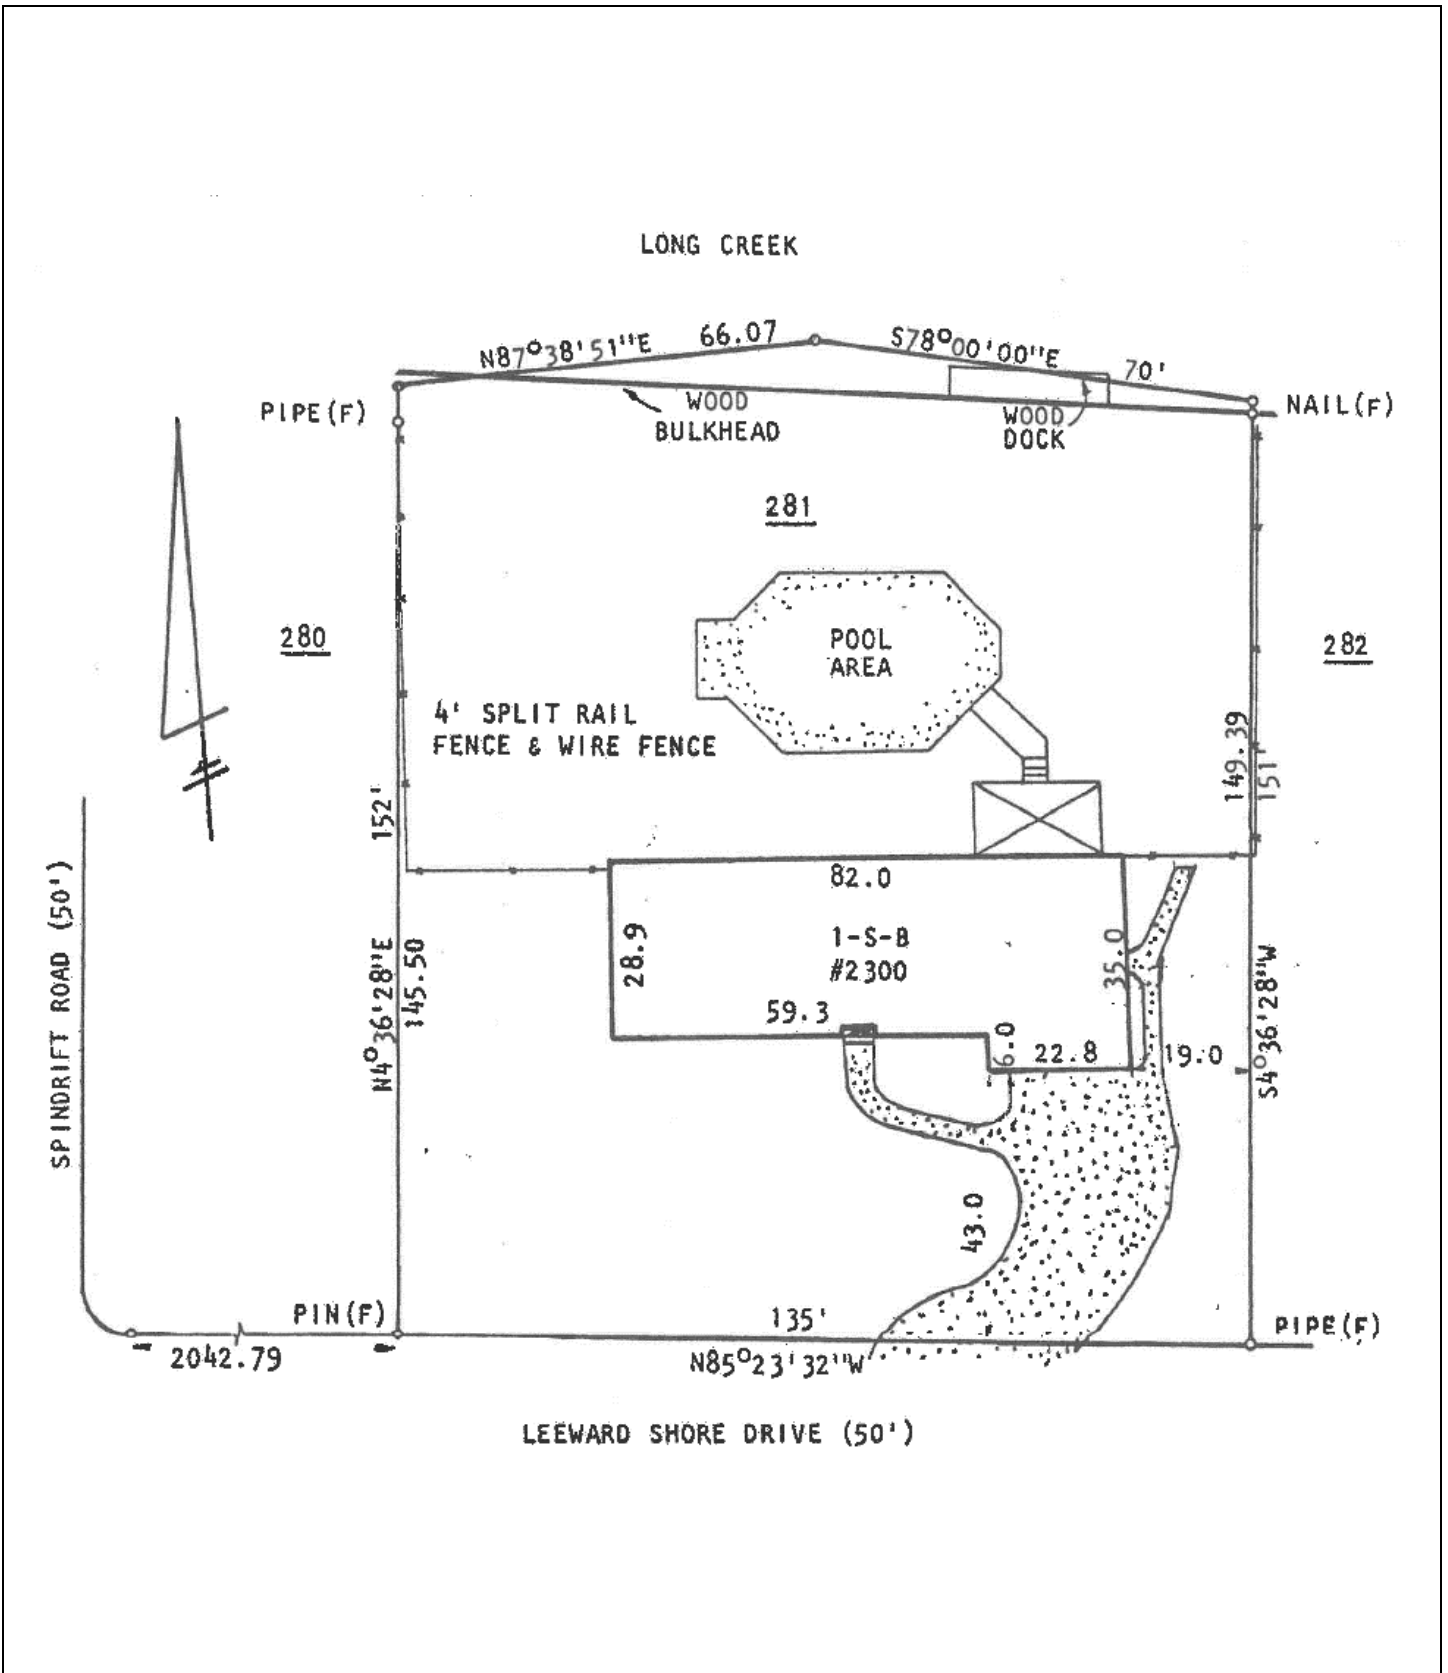 LONG CREEK
N87°38'51"E 66.07
S78°00'00"E 70'
PIPE(F)
NAIL(F)
WOOD
BULKHEAD
WOOD
DOCK
281
280
282
POOL
AREA
4' SPLIT RAIL
FENCE & WIRE FENCE
149.39
151'
152'
82.0
1-S-B
#2300
28.9
35.0
59.3
6.0
22.8
19.0
N4°36'28"E
145.50
S4°36'28"W
SPINDRIFT ROAD (50')
43.0
PIN(F)
135'
PIPE(F)
2042.79
N85°23'32"W
LEEWARD SHORE DRIVE (50')